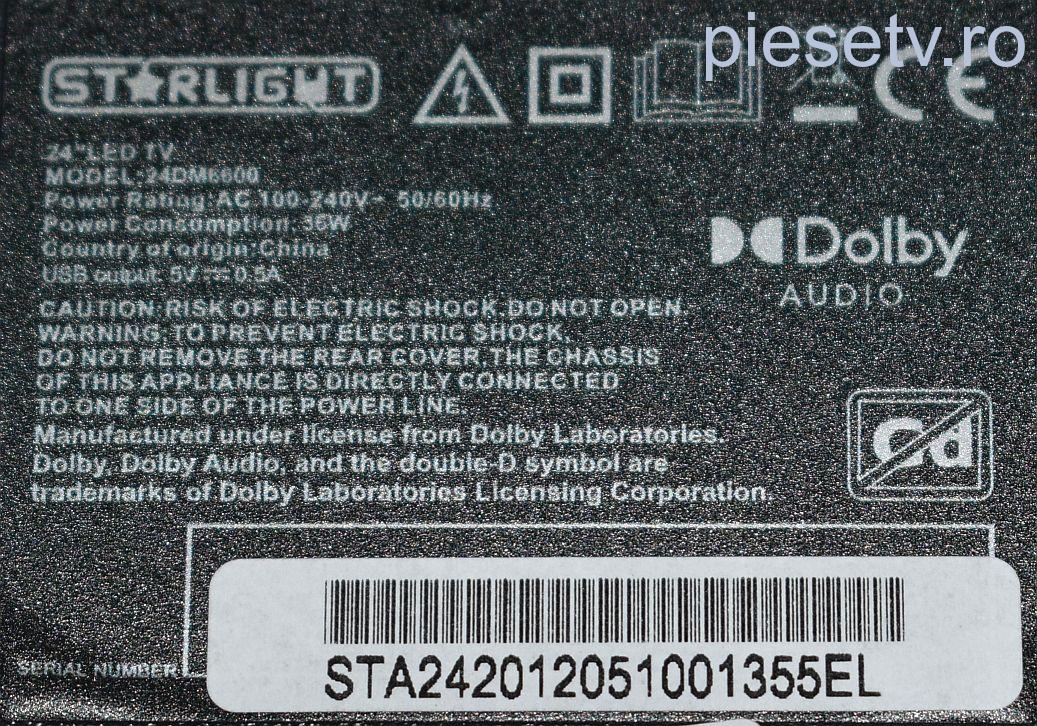 piesetv.ro
STARLIGHT
CE
24" LED TV
MODEL:24DM6600
Power Rating:AC 100-240V~ 50/60Hz
Power Consumption: 36W
Country of origin:China
USB output: 5V⎓0.5A
Dolby
AUDIO
CAUTION:RISK OF ELECTRIC SHOCK.DO NOT OPEN.
WARNING:TO PREVENT ELECTRIC SHOCK,
DO NOT REMOVE THE REAR COVER.THE CHASSIS
OF THIS APPLIANCE IS DIRECTLY CONNECTED
TO ONE SIDE OF THE POWER LINE.
Cd
Manufactured under license from Dolby Laboratories.
Dolby, Dolby Audio, and the double-D symbol are
trademarks of Dolby Laboratories Licensing Corporation.
SERIAL NUMBER
STA242012051001355EL